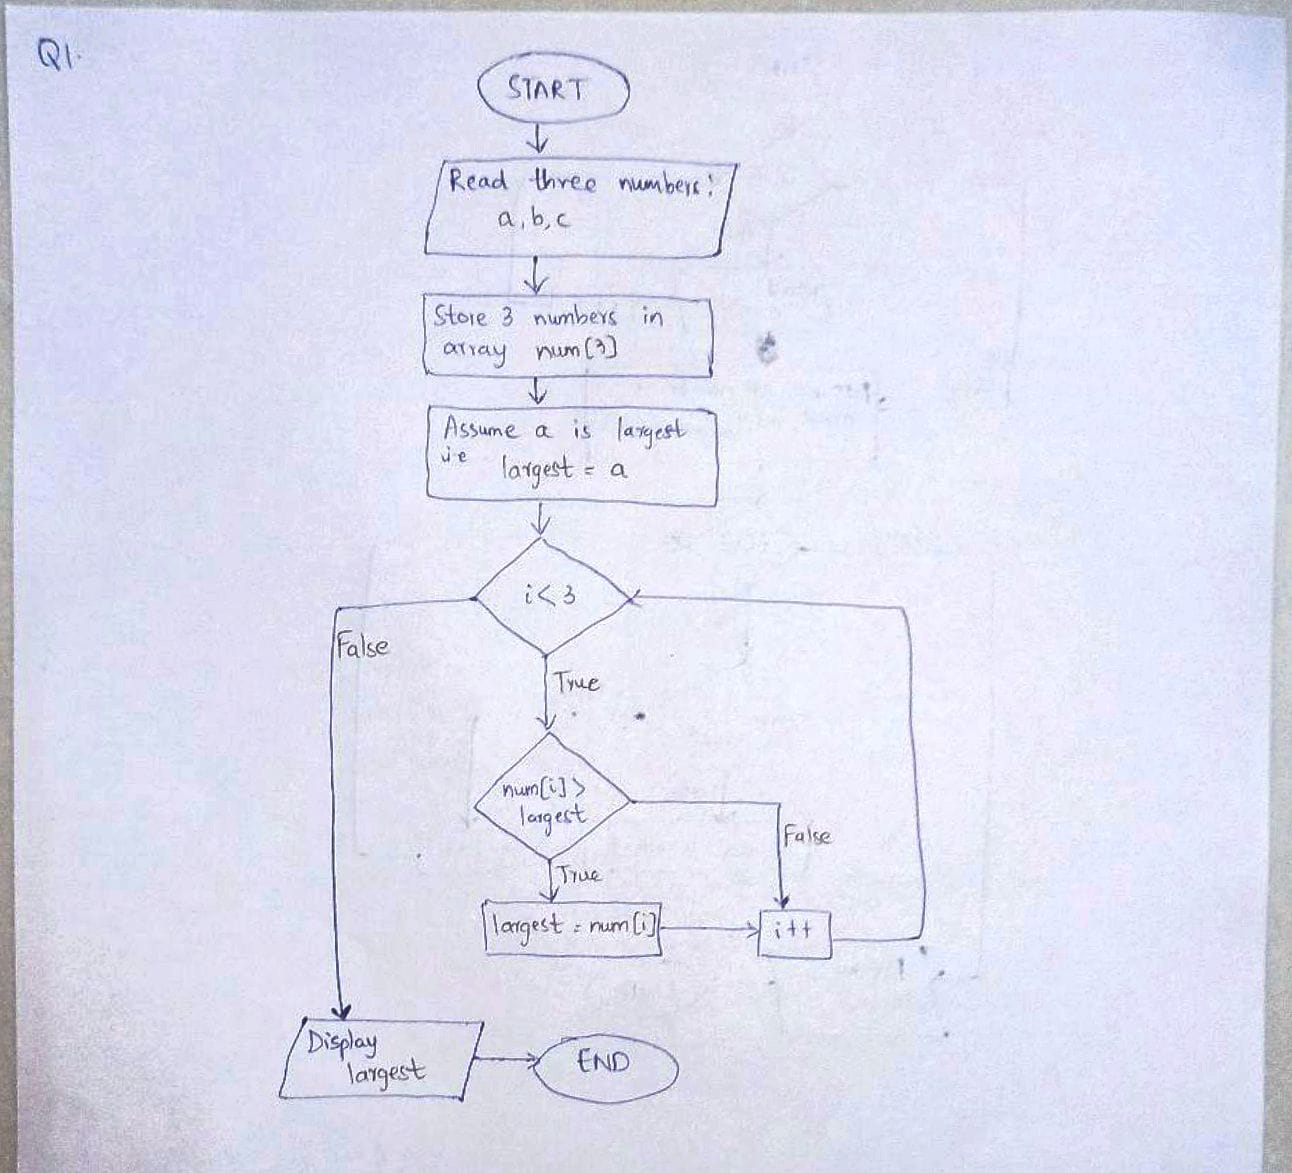 Q1.
START
Read three numbers:
a, b, c
Store 3 numbers in
array num[3]
Assume a is largest
i.e largest = a
i<3
False
True
num[i]>
largest
False
True
largest = num[i]
i++
Display
largest
END